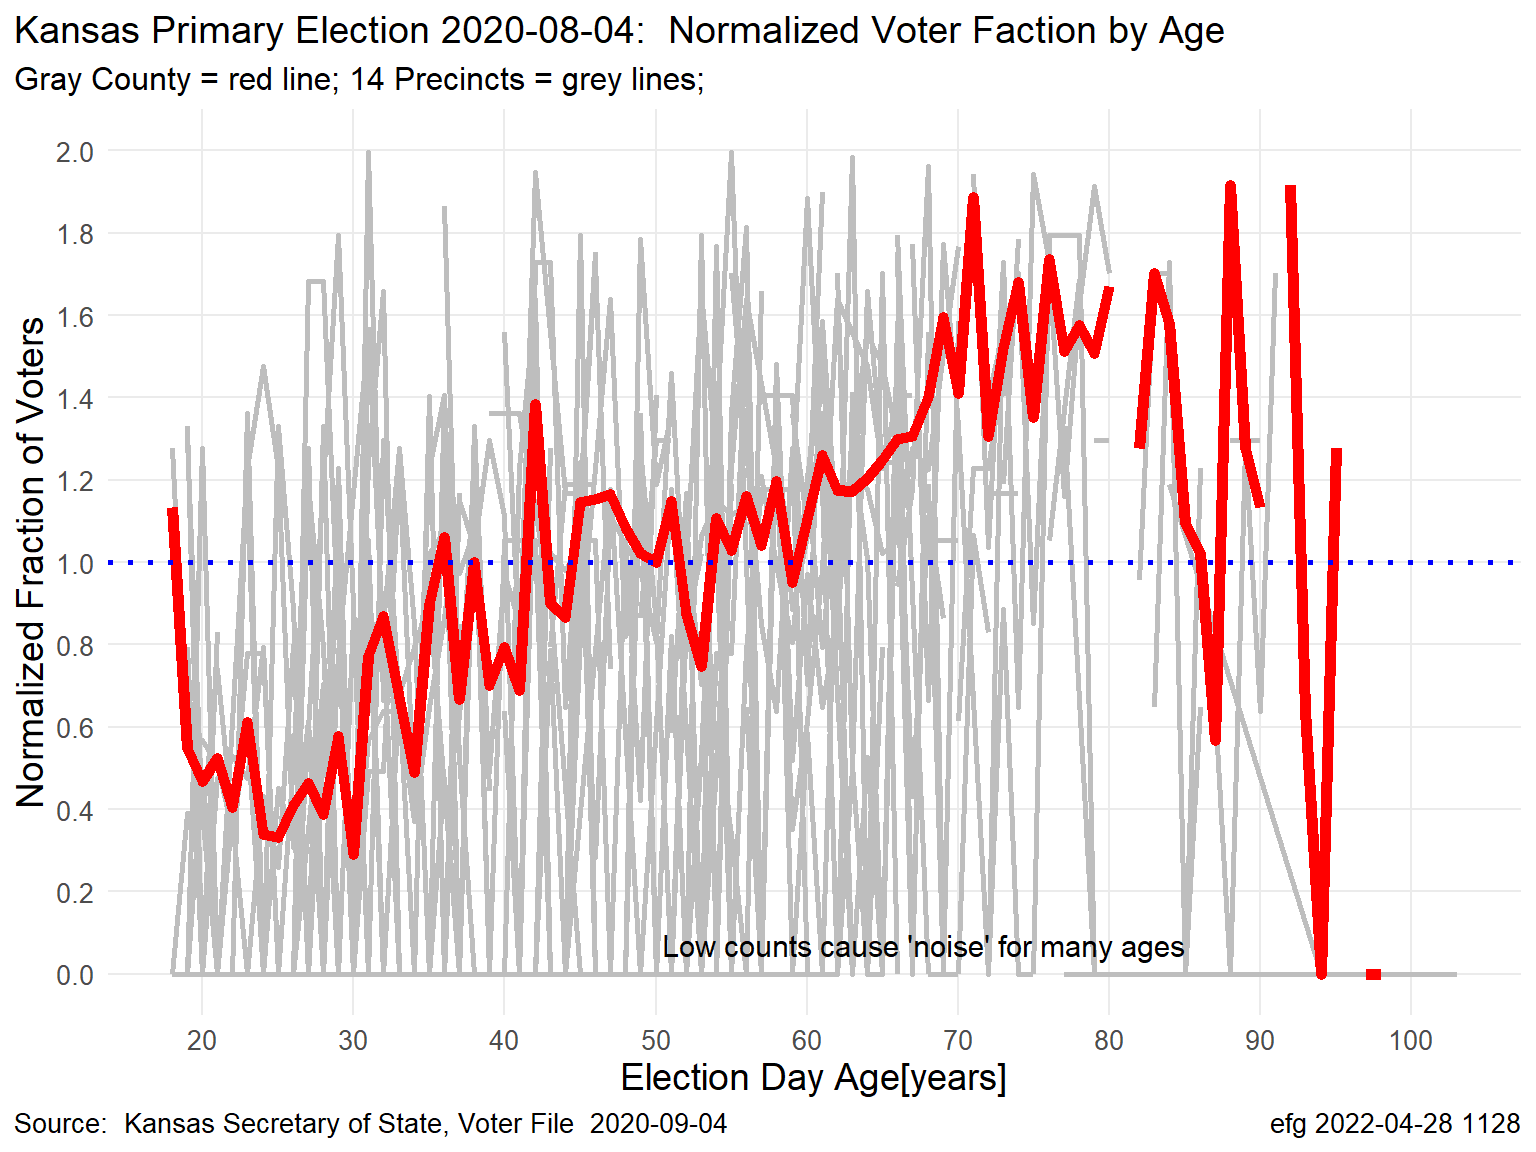 Kansas Primary Election 2020-08-04:  Normalized Voter Faction by Age
Gray County = red line; 14 Precincts = grey lines;
Normalized Fraction of Voters
2.0
1.8
1.6
1.4
1.2
1.0
0.8
0.6
0.4
0.2
0.0
Low counts cause 'noise' for many ages
20 30 40 50 60 70 80 90 100
Election Day Age[years]
Source:  Kansas Secretary of State, Voter File  2020-09-04
efg 2022-04-28 1128